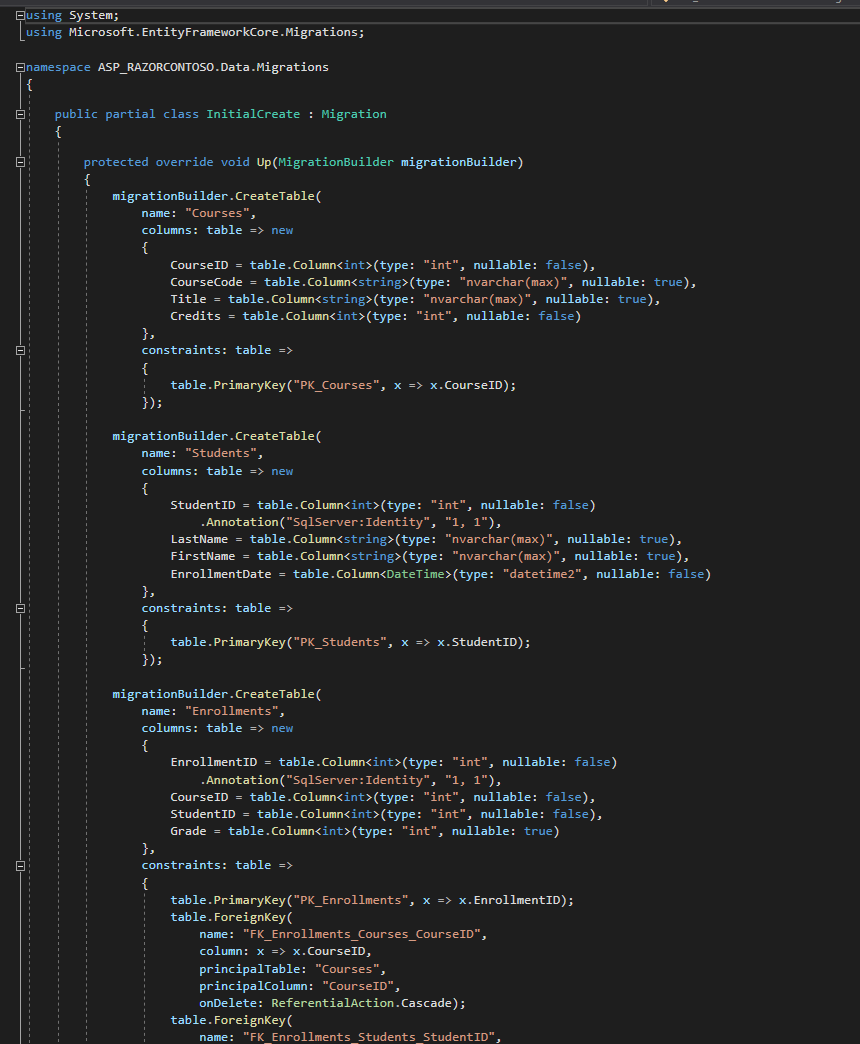 using System;
using Microsoft.EntityFrameworkCore.Migrations;
namespace ASP_RAZORCONTOSO.Data.Migrations
{
public partial class InitialCreate : Migration
{
protected override void Up(MigrationBuilder migrationBuilder)
{
migrationBuilder.CreateTable(
name: "Courses",
columns: table => new
{
CourseID = table.Column<int>(type: "int", nullable: false),
CourseCode = table.Column<string>(type: "nvarchar(max)", nullable: true),
Title = table.Column<string>(type: "nvarchar(max)", nullable: true),
Credits = table.Column<int>(type: "int", nullable: false)
},
constraints: table =>
{
table.PrimaryKey("PK_Courses", x => x.CourseID);
});
migrationBuilder.CreateTable(
name: "Students",
columns: table => new
{
StudentID = table.Column<int>(type: "int", nullable: false)
.Annotation("SqlServer:Identity", "1, 1"),
LastName = table.Column<string>(type: "nvarchar(max)", nullable: true),
FirstName = table.Column<string>(type: "nvarchar(max)", nullable: true),
EnrollmentDate = table.Column<DateTime>(type: "datetime2", nullable: false)
},
constraints: table =>
{
table.PrimaryKey("PK_Students", x => x.StudentID);
});
migrationBuilder.CreateTable(
name: "Enrollments",
columns: table => new
{
EnrollmentID = table.Column<int>(type: "int", nullable: false)
.Annotation("SqlServer:Identity", "1, 1"),
CourseID = table.Column<int>(type: "int", nullable: false),
StudentID = table.Column<int>(type: "int", nullable: false),
Grade = table.Column<int>(type: "int", nullable: true)
},
constraints: table =>
{
table.PrimaryKey("PK_Enrollments", x => x.EnrollmentID);
table.ForeignKey(
name: "FK_Enrollments_Courses_CourseID",
column: x => x.CourseID,
principalTable: "Courses",
principalColumn: "CourseID",
onDelete: ReferentialAction.Cascade);
table.ForeignKey(
name: "FK_Enrollments_Students_StudentID",